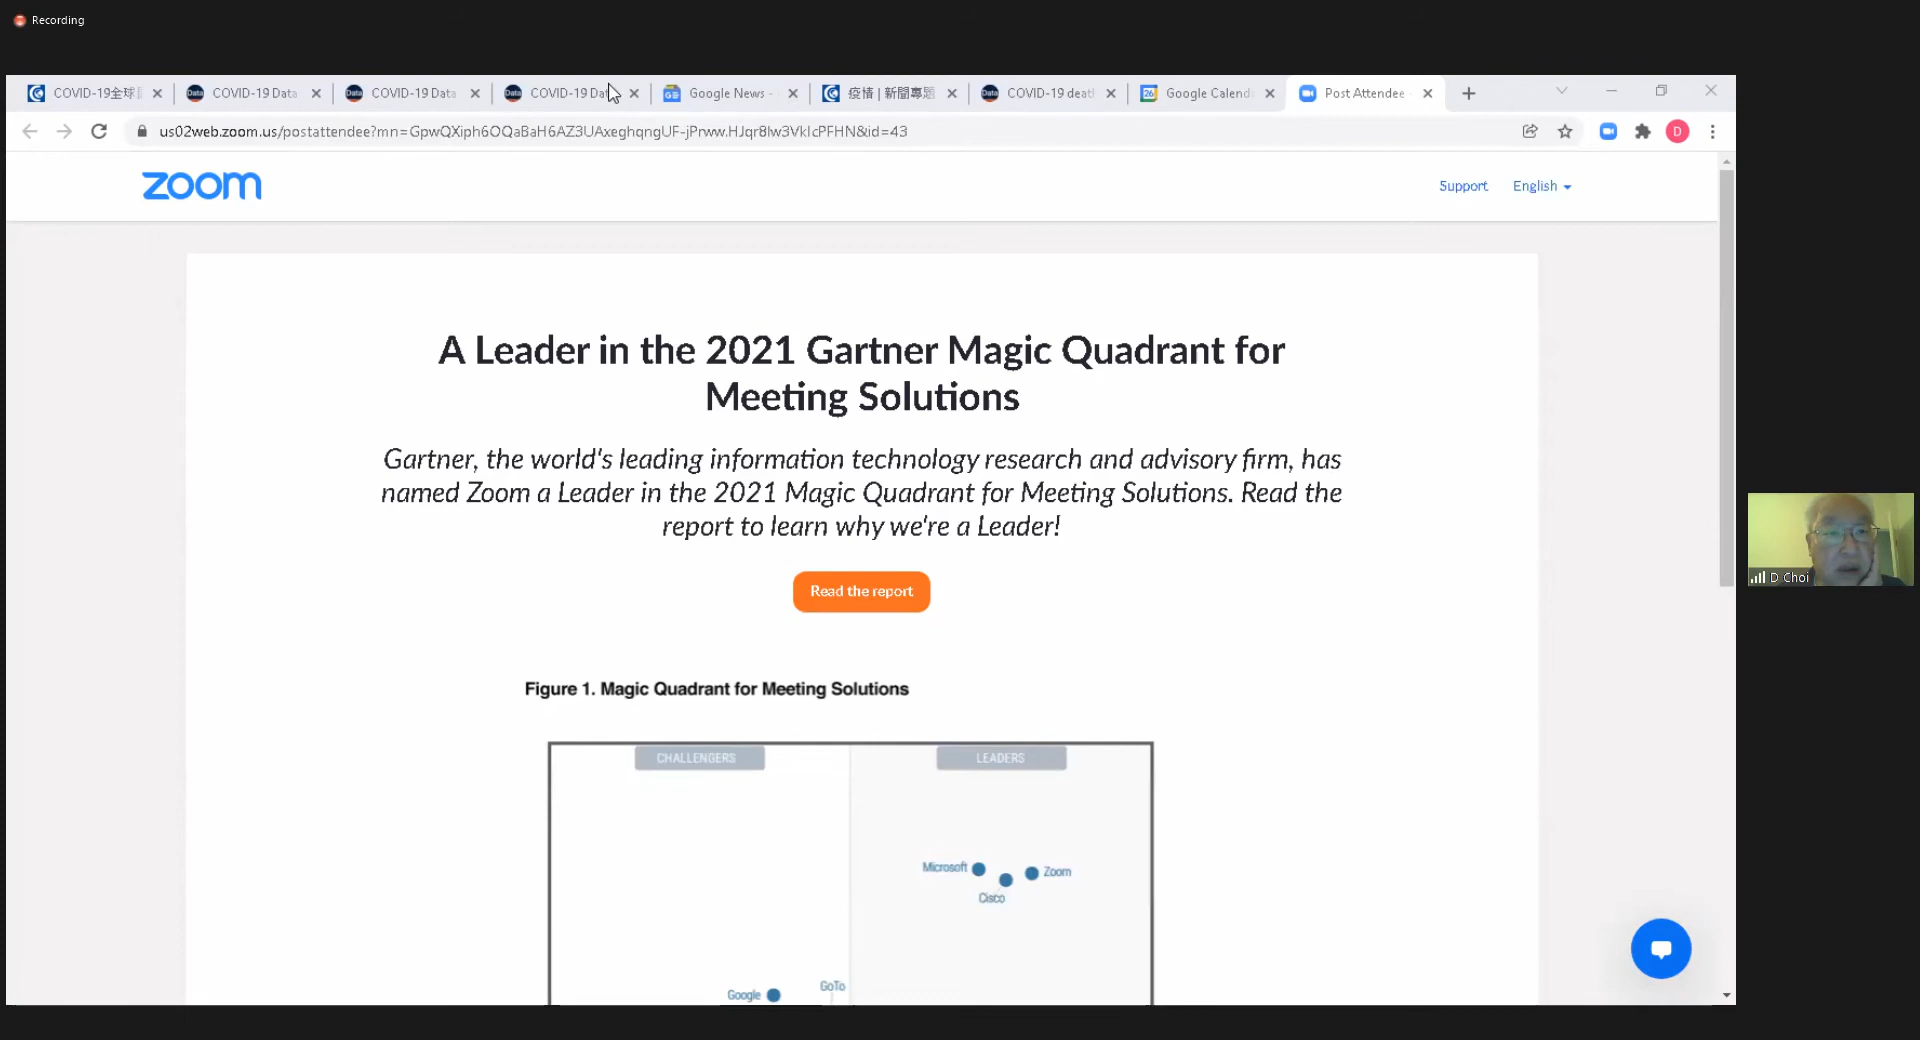 Recording
COVID-19全球
COVID-19 Data
COVID-19 Data
COVID-19 Dat
Google News -
疫情 | 新聞專題
COVID-19 deat
Google Calend
Post Attendee
us02web.zoom.us/postattendee?mn=GpwQXiph6OQaBaH6AZ3UAxeghqngUF-jPrww.HJqr8lw3VkIcPFHN&id=43
D
zoom
Support English
A Leader in the 2021 Gartner Magic Quadrant for
Meeting Solutions
Gartner, the world's leading information technology research and advisory firm, has
named Zoom a Leader in the 2021 Magic Quadrant for Meeting Solutions. Read the
report to learn why we're a Leader!
Read the report
D Choi
Figure 1. Magic Quadrant for Meeting Solutions
CHALLENGERS LEADERS
Microsoft Zoom
Cisco
GoTo
Google